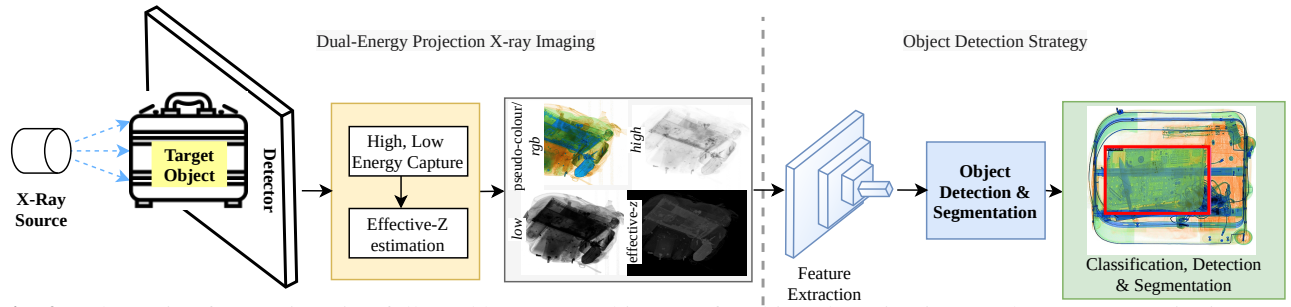 Dual-Energy Projection X-ray Imaging
Object Detection Strategy
X-Ray
Source
Target
Object
Detector
High, Low
Energy Capture
Effective-Z
estimation
pseudo-colour/
rgb
high
low
effective-z
Feature
Extraction
Object
Detection &
Segmentation
Classification, Detection
& Segmentation